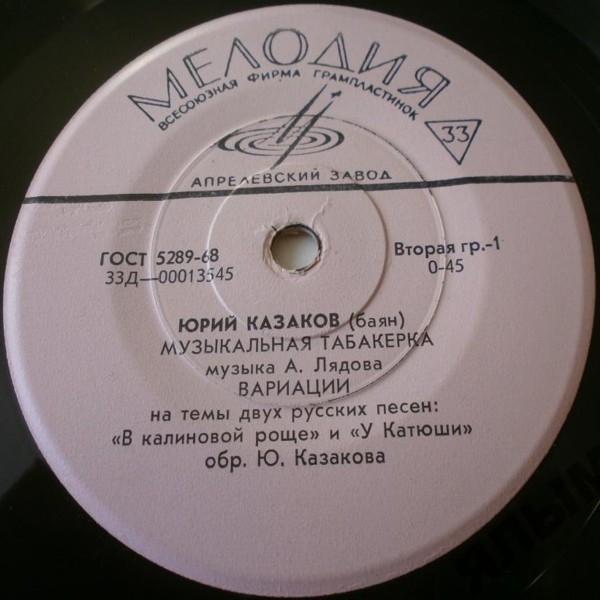 МЕЛОДИЯ
ВСЕСОЮЗНАЯ ФИРМА ГРАМПЛАСТИНОК
33
АПРЕЛЕВСКИЙ ЗАВОД
ГОСТ 5289-68
33Д—00013545
Вторая гр.-1
0-45
ЮРИЙ КАЗАКОВ (баян)
МУЗЫКАЛЬНАЯ ТАБАКЕРКА
музыка А. Лядова
ВАРИАЦИИ
на темы двух русских песен:
«В калиновой роще» и «У Катюши»
обр. Ю. Казакова